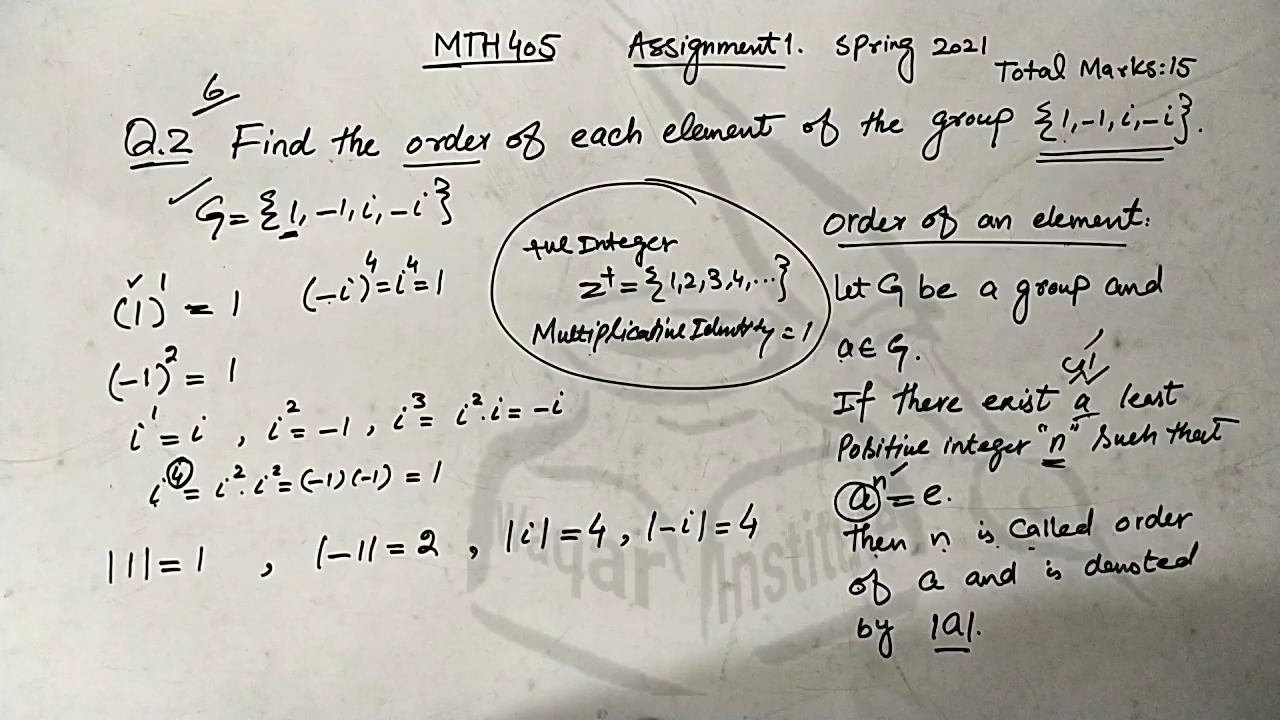 MTH405 Assignment1. Spring 2021
Total Marks:15
6
Q.2 Find the order of each element of the group {1,-1,i,-i}.
G={1,-1,i,-i}
(1)¹ = 1
(-i)⁴=i⁴=1
(-1)² = 1
i¹=i , i²=-1, i³= i².i=-i
i⁴= i².i²=(-1)(-1) = 1
|1|=1 , |-1|=2 , |i|=4, |-i|=4
+ve Integer
Z⁺={1,2,3,4,...}
Multiplicative Identity=1
Order of an element:
Let G be a group and
a∈G.
If there exist a least
Positive integer "n" such that
aⁿ=e.
Then n is called order
of a and is denoted
by |a|.
Waqar Institute